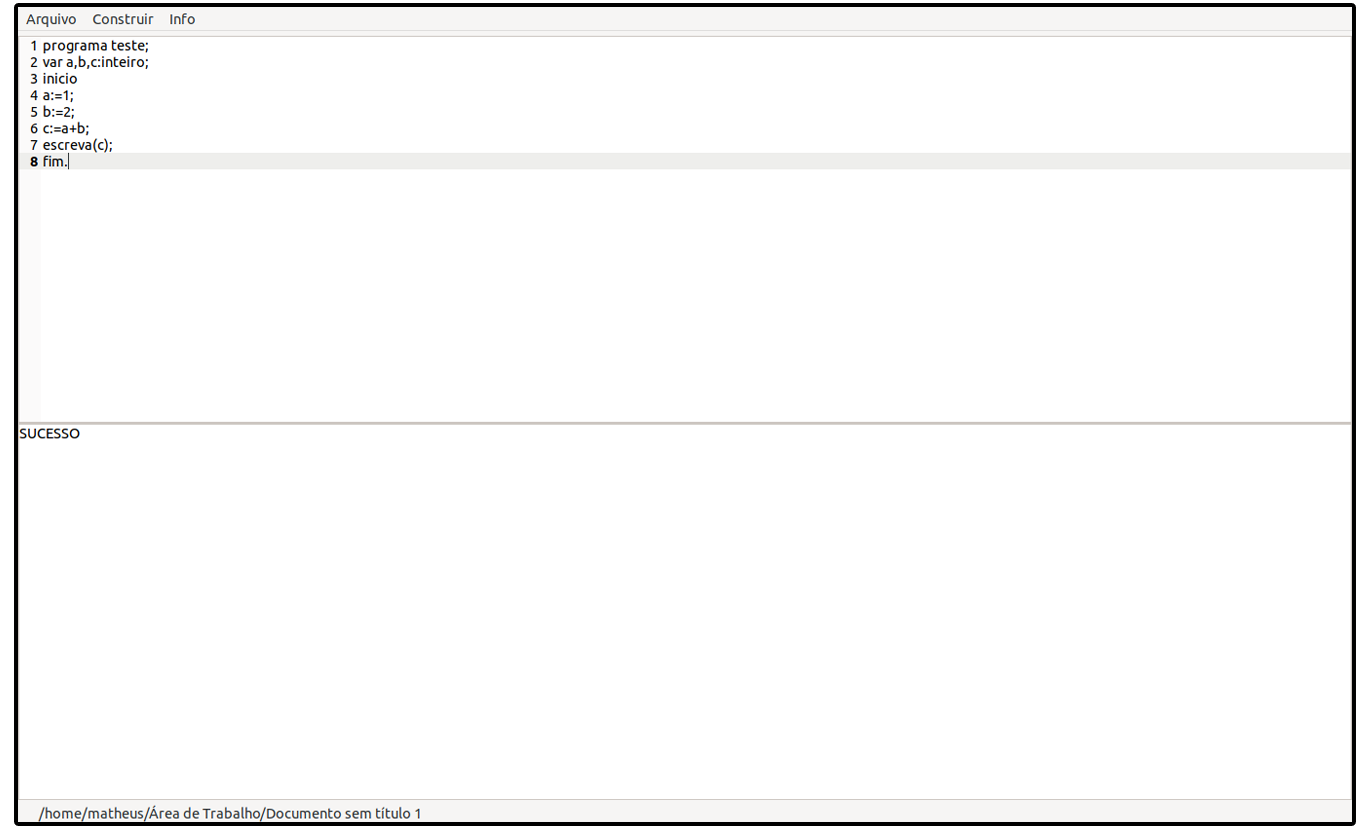 Arquivo Construir Info
1 programa teste;
2 var a,b,c:inteiro;
3 inicio
4 a:=1;
5 b:=2;
6 c:=a+b;
7 escreva(c);
8 fim.
SUCESSO
/home/matheus/Área de Trabalho/Documento sem título 1